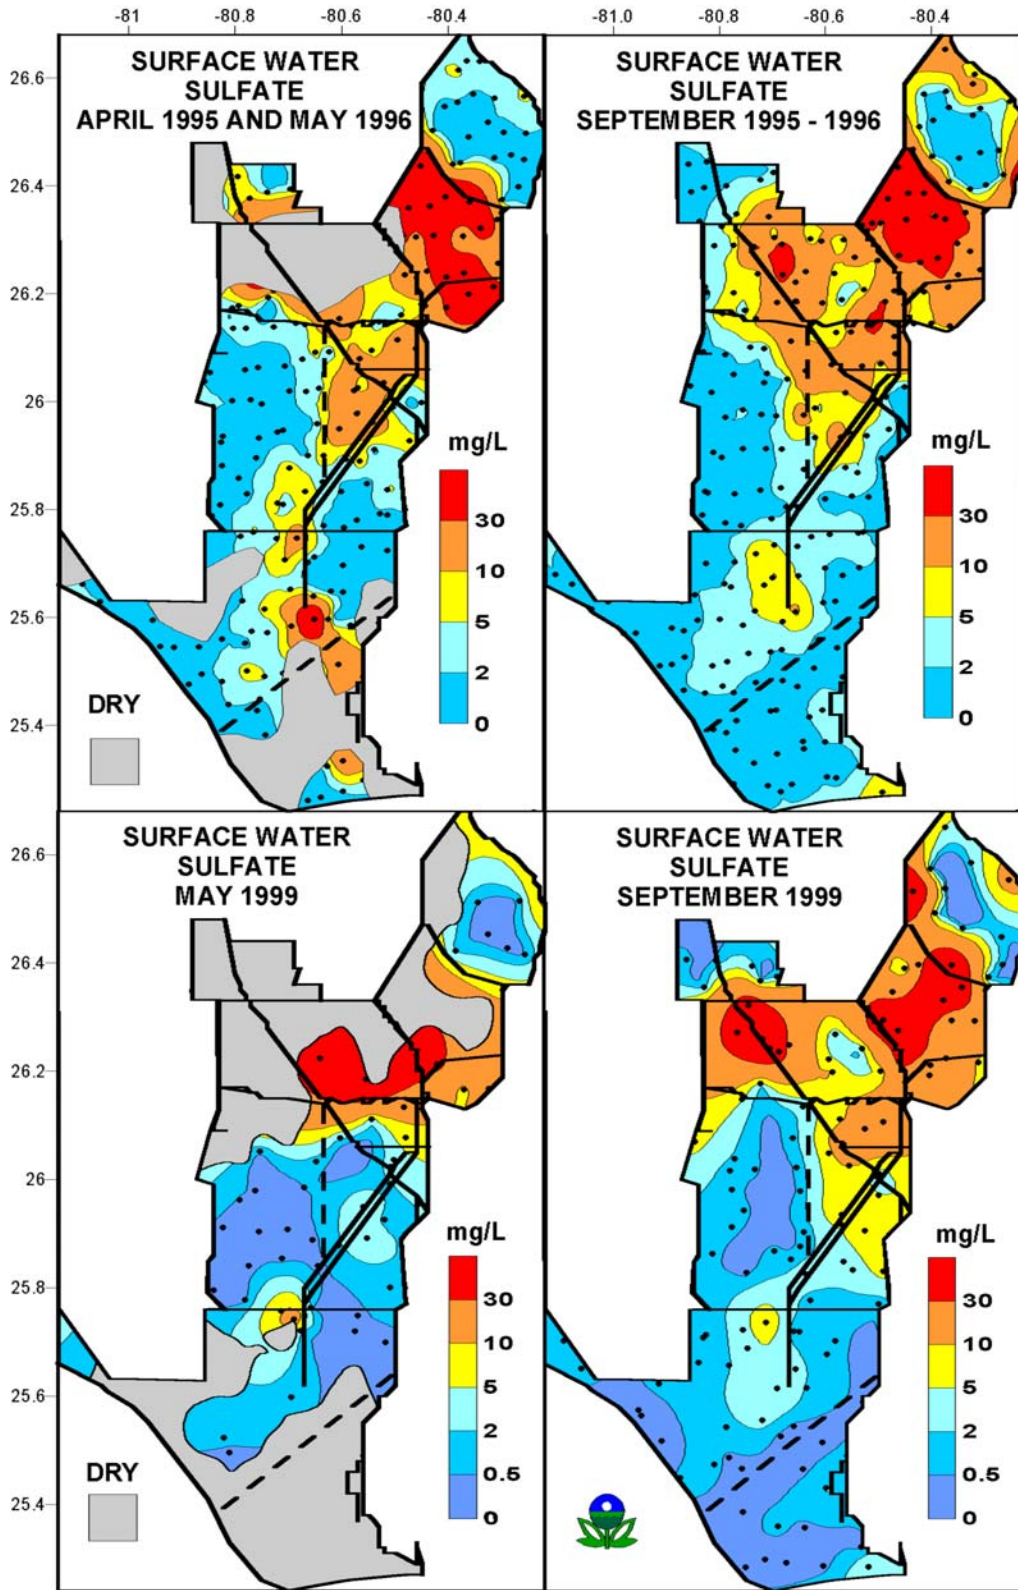 -81 -80.8 -80.6 -80.4
-81.0 -80.6 -80.4
SURFACE WATER
SULFATE
APRIL 1995 AND MAY 1996
26.6
26.4
26.2
26
25.8
25.6
25.4
mg/L
30
10
5
2
0
DRY
SURFACE WATER
SULFATE
SEPTEMBER 1995 - 1996
mg/L
30
10
5
2
0
SURFACE WATER
SULFATE
MAY 1999
26.6
26.4
26.2
26
25.8
25.6
25.4
mg/L
30
10
5
2
0.5
0
DRY
SURFACE WATER
SULFATE
SEPTEMBER 1999
mg/L
30
10
5
2
0.5
0